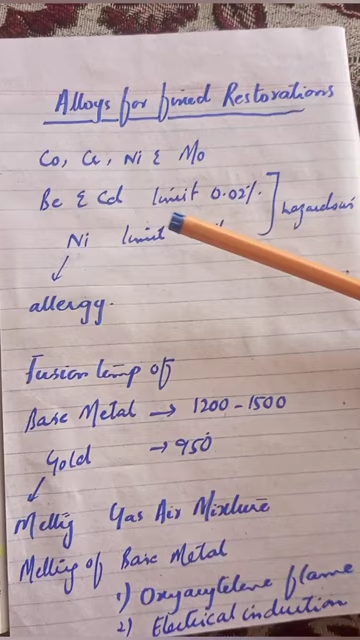 Alloys for fixed Restorations
Co, Cr, Ni & Mo
Be & Cd limit 0.02%
hazardous
Ni limit
allergy.
Fusion temp of
Base Metal → 1200 - 1500
Gold → 950
Meltig Gas Air Mixture
Melting of Base Metal
1) Oxyacytelene flame
2) Electrical induction